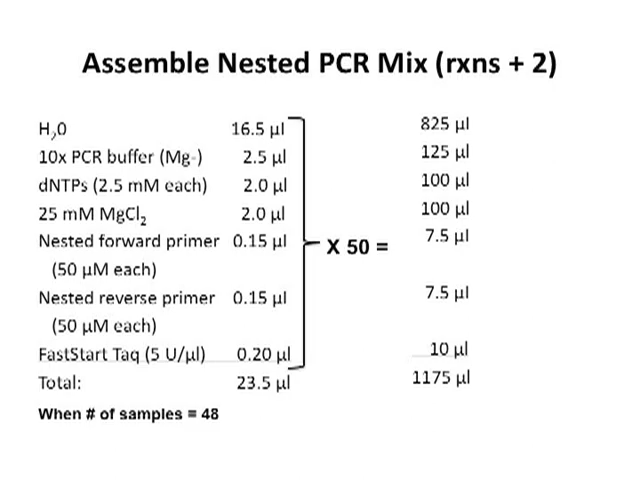 Assemble Nested PCR Mix (rxns + 2)
H₂O 16.5 µl 825 µl
10x PCR buffer (Mg-) 2.5 µl 125 µl
dNTPs (2.5 mM each) 2.0 µl 100 µl
25 mM MgCl₂ 2.0 µl 100 µl
Nested forward primer 0.15 µl X 50 = 7.5 µl
(50 µM each)
Nested reverse primer 0.15 µl 7.5 µl
(50 µM each)
FastStart Taq (5 U/µl) 0.20 µl 10 µl
Total: 23.5 µl 1175 µl
When # of samples = 48